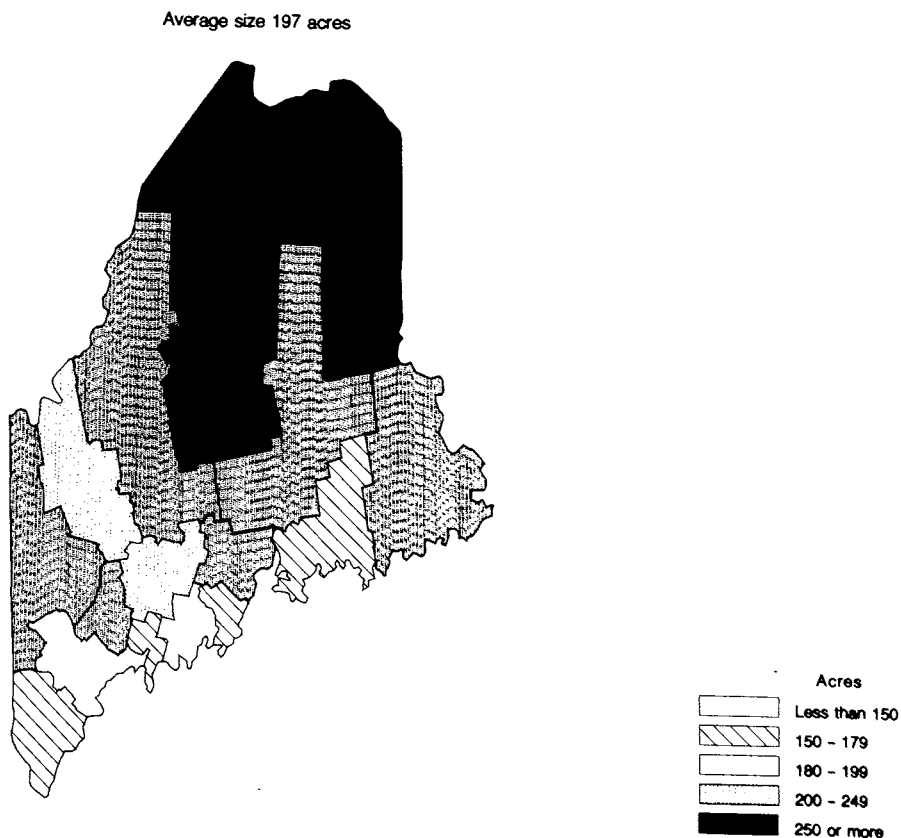 Average size 197 acres
Acres
Less than 150
150 - 179
180 - 199
200 - 249
250 or more